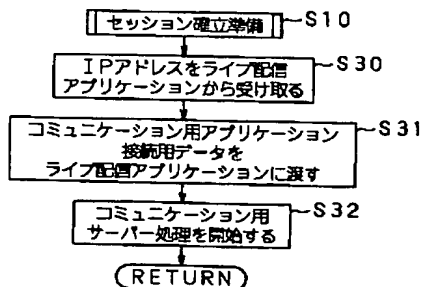 セッション確立準備
S10
IPアドレスをライブ配信
アプリケーションから受け取る
S30
コミュニケーション用アプリケーション
接続用データを
ライブ配信アプリケーションに渡す
S31
コミュニケーション用
サーバー処理を開始する
S32
RETURN